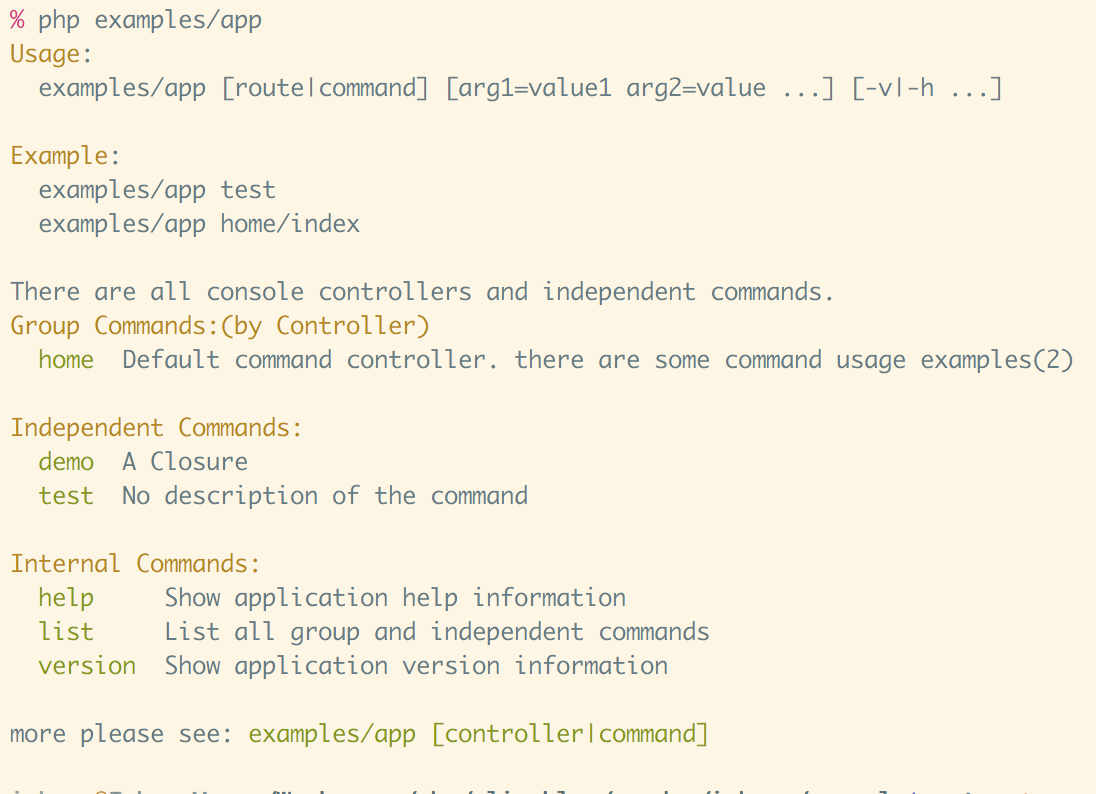 % php examples/app
Usage:
  examples/app [route|command] [arg1=value1 arg2=value ...] [-v|-h ...]

Example:
  examples/app test
  examples/app home/index

There are all console controllers and independent commands.
Group Commands:(by Controller)
  home  Default command controller. there are some command usage examples(2)

Independent Commands:
  demo  A Closure
  test  No description of the command

Internal Commands:
  help     Show application help information
  list     List all group and independent commands
  version  Show application version information

more please see: examples/app [controller|command]